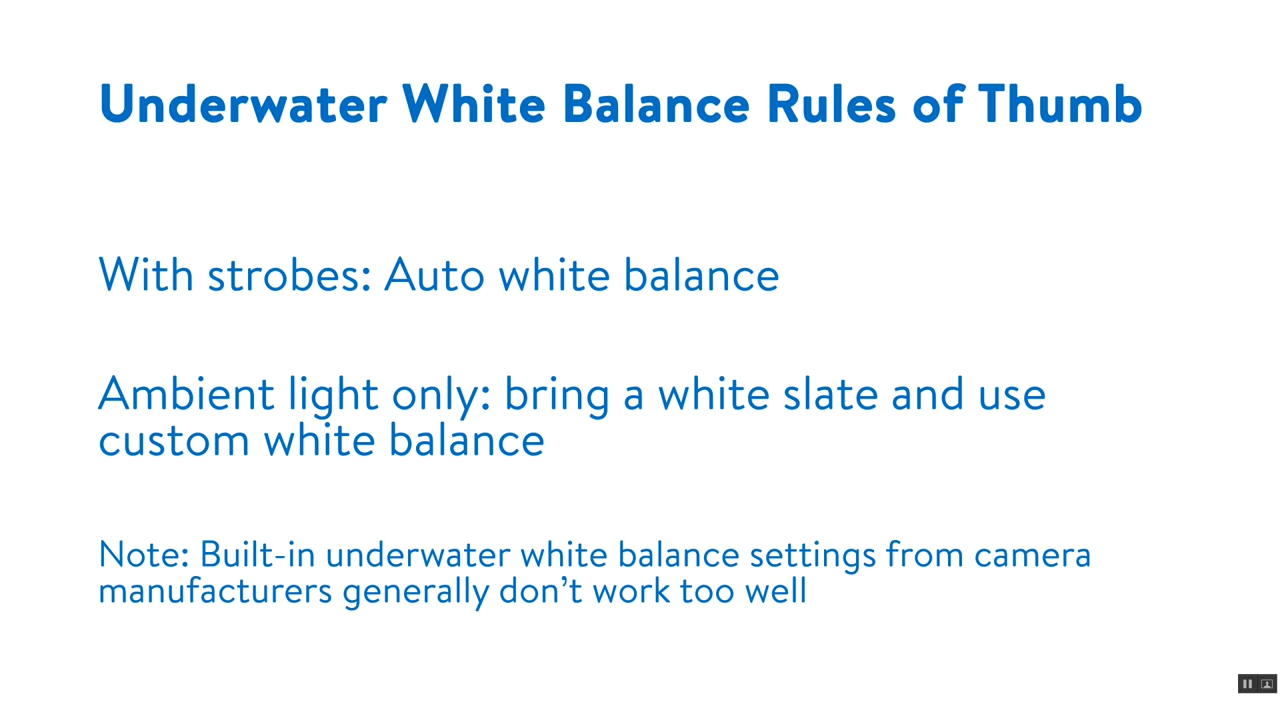 Underwater White Balance Rules of Thumb
With strobes: Auto white balance
Ambient light only: bring a white slate and use
custom white balance
Note: Built-in underwater white balance settings from camera
manufacturers generally don’t work too well